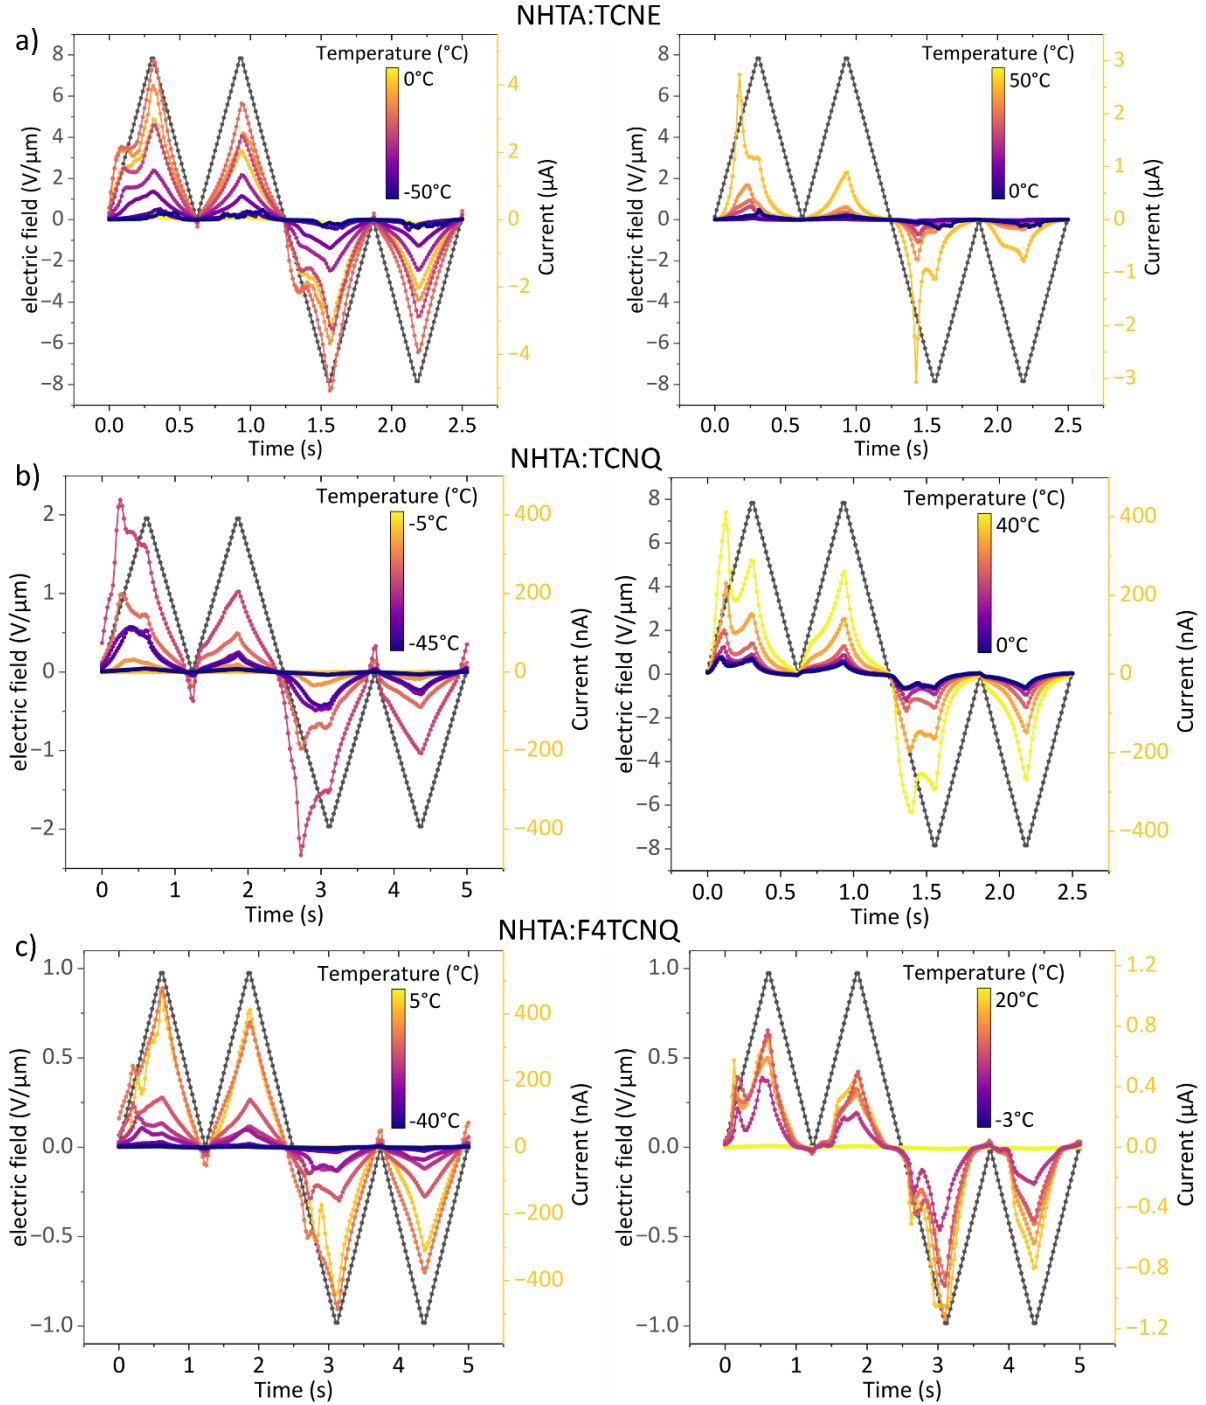 NHTA:TCNE
a)
Temperature (°C)
0°C
-50°C
8
6
4
2
0
−2
−4
−6
−8
electric field (V/μm)
4
2
0
−2
−4
Current (μA)
0.0 0.5 1.0 1.5 2.0 2.5
Time (s)
Temperature (°C)
50°C
0°C
8
6
4
2
0
−2
−4
−6
−8
electric field (V/μm)
3
2
1
0
−1
−2
−3
Current (μA)
0.0 0.5 1.0 1.5 2.0 2.5
Time (s)
NHTA:TCNQ
b)
Temperature (°C)
-5°C
-45°C
2
1
0
−1
−2
electric field (V/μm)
400
200
0
−200
−400
Current (nA)
0 1 2 3 4 5
Time (s)
Temperature (°C)
40°C
0°C
8
6
4
2
0
−2
−4
−6
−8
electric field (V/μm)
400
200
0
−200
−400
Current (nA)
0.0 0.5 1.0 1.5 2.0 2.5
Time (s)
NHTA:F4TCNQ
c)
Temperature (°C)
5°C
-40°C
1.0
0.5
0.0
−0.5
−1.0
electric field (V/μm)
400
200
0
−200
−400
Current (nA)
0 1 2 3 4 5
Time (s)
Temperature (°C)
20°C
-3°C
1.0
0.5
0.0
−0.5
−1.0
electric field (V/μm)
1.2
0.8
0.4
0.0
−0.4
−0.8
−1.2
Current (μA)
0 1 2 3 4 5
Time (s)